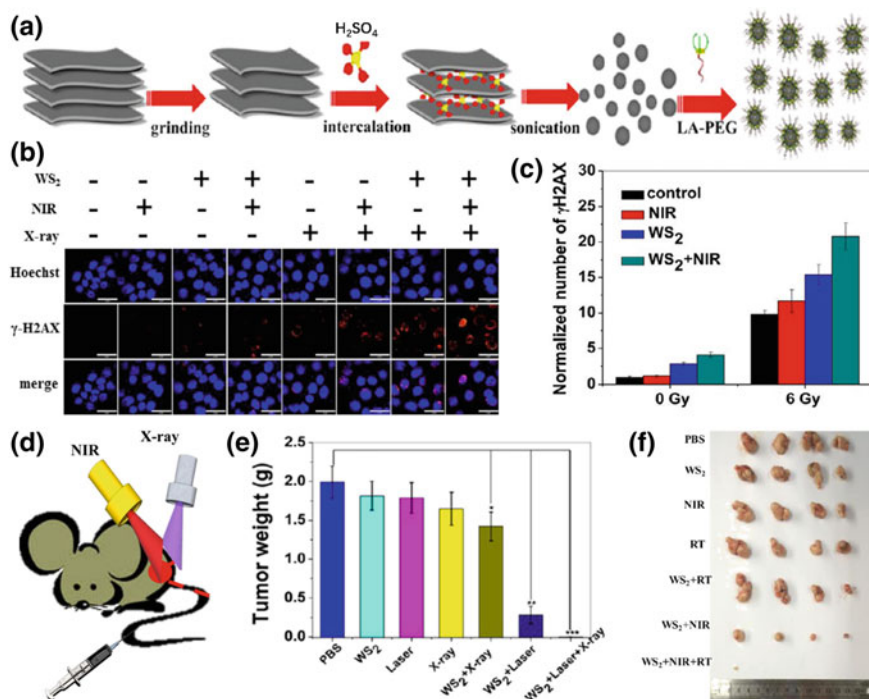 (a)
H₂SO₄
grinding
intercalation
sonication
LA-PEG
(b)
WS₂ - - + + - - + +
NIR - + - + - + - +
X-ray - - - - + + + +
Hoechst
γ-H2AX
merge
(c)
Normalized number of γH2AX
30
25
20
15
10
5
0
control
NIR
WS₂
WS₂+NIR
0 Gy
6 Gy
(d)
NIR
X-ray
(e)
Tumor weight (g)
2.5
2.0
1.5
1.0
0.5
0.0
*
**
***
PBS
WS₂
Laser
X-ray
WS₂+X-ray
WS₂+Laser
WS₂+Laser+X-ray
(f)
PBS
WS₂
NIR
RT
WS₂+RT
WS₂+NIR
WS₂+NIR+RT